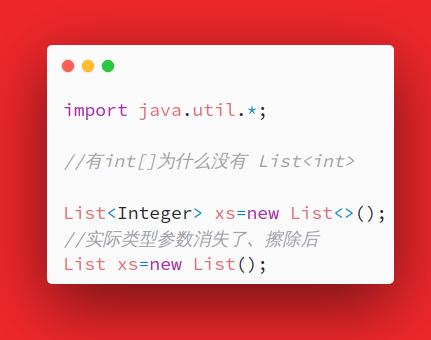 import java.util.*;
//有int[]为什么没有 List<int>
List<Integer> xs=new List<>();
//实际类型参数消失了、擦除后
List xs=new List();